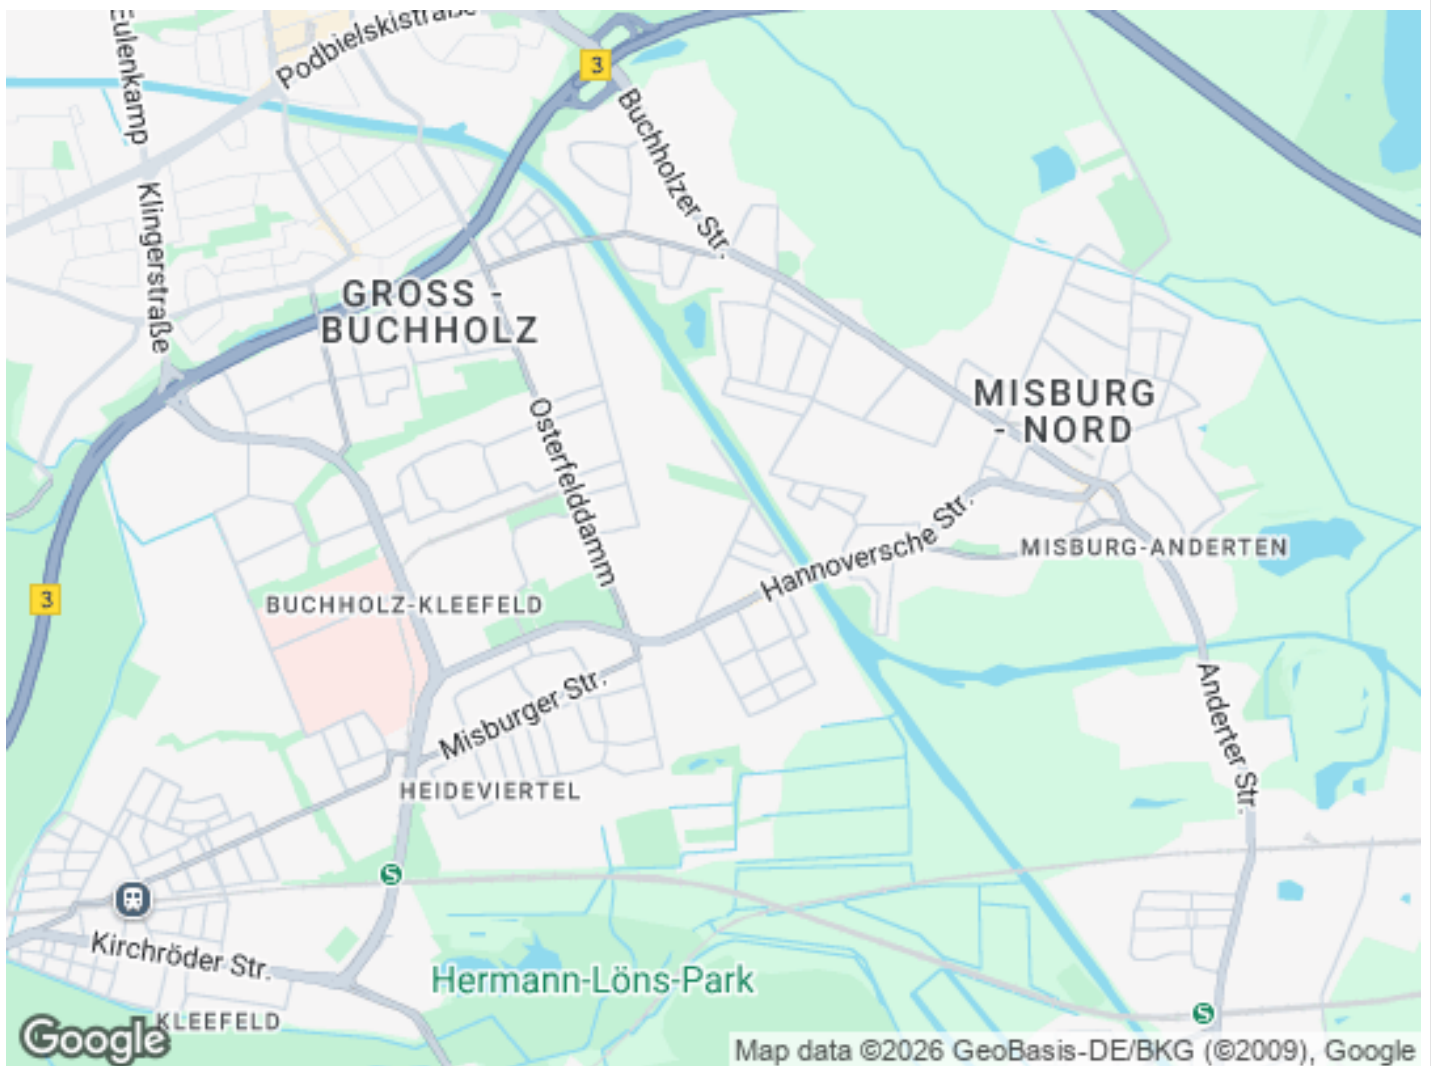 Eulenkamp
Podbielskistraße
3
Buchholzer Str.
Klingerstraße
GROSS -
BUCHHOLZ
MISBURG
- NORD
Osterfelddamm
Hannoversche Str.
MISBURG-ANDERTEN
3
BUCHHOLZ-KLEEFELD
Misburger Str.
Anderter Str.
HEIDEVIERTEL
S
Kirchröder Str.
Hermann-Löns-Park
S
KLEEFELD
Google
Map data ©2026 GeoBasis-DE/BKG (©2009), Google